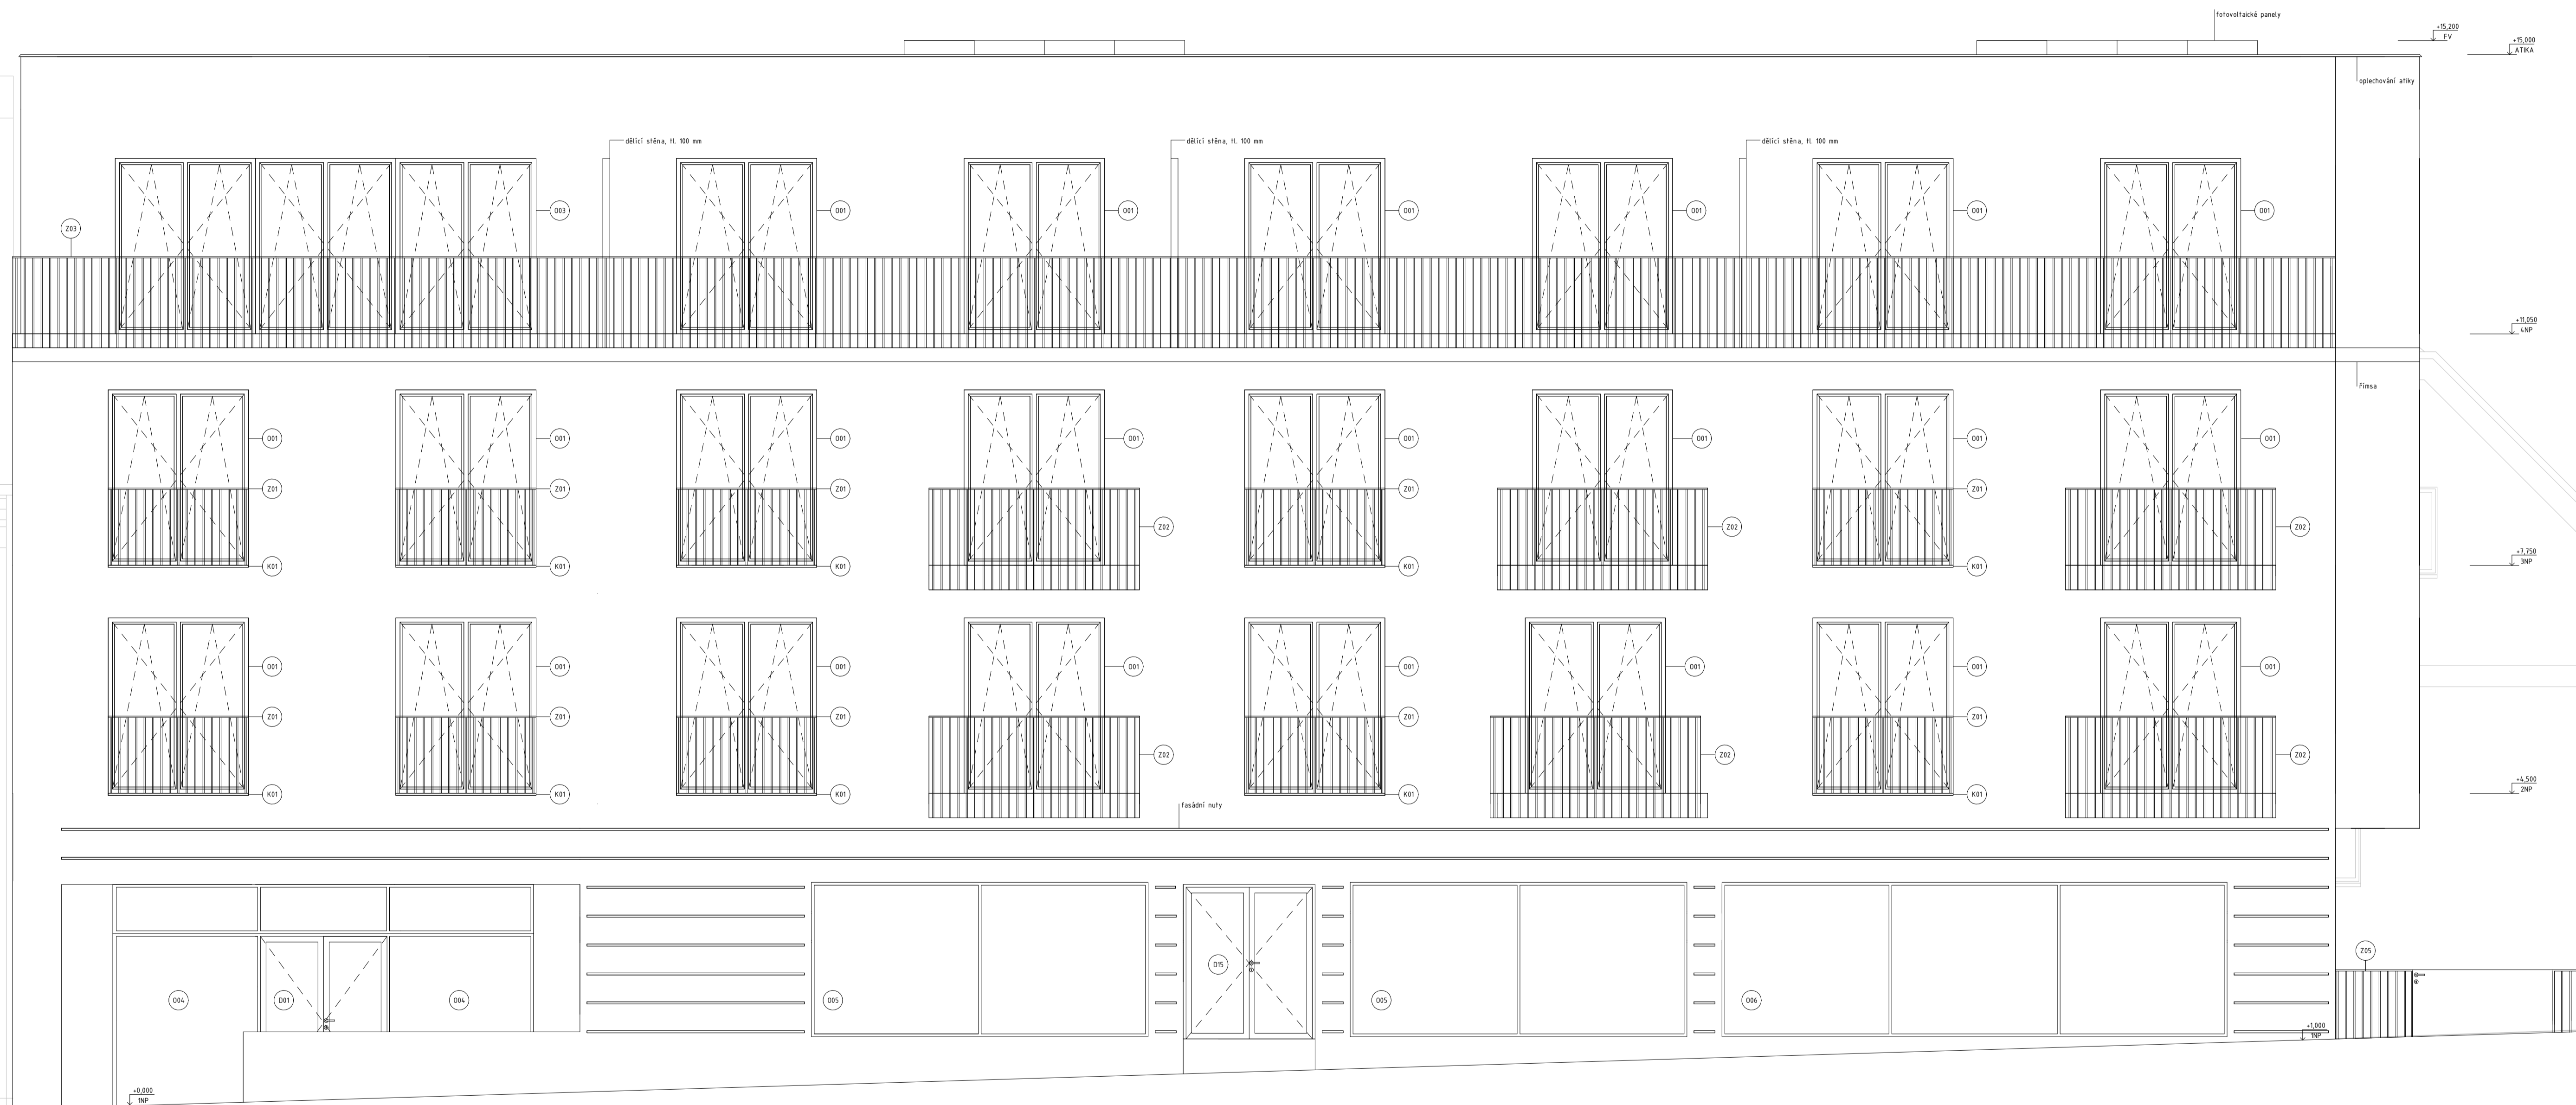 fotovoltaické panely
+15,200
FV
+15,000
ATIKA
oplechování atiky
dělící stěna, tl. 100 mm
dělící stěna, tl. 100 mm
dělící stěna, tl. 100 mm
O03
O01
O01
O01
O01
O01
O01
Z03
+11,050
4NP
římsa
O01
O01
O01
O01
O01
O01
O01
O01
Z01
Z01
Z01
Z01
Z01
Z02
Z02
Z02
+7,750
3NP
K01
K01
K01
K01
K01
O01
O01
O01
O01
O01
O01
O01
O01
Z01
Z01
Z01
Z01
Z01
Z02
Z02
Z02
+4,500
2NP
K01
K01
K01
K01
K01
fasádní nuty
Z05
D15
O04
D01
O04
O05
O05
O06
+1,000
1NP
+0,000
1NP